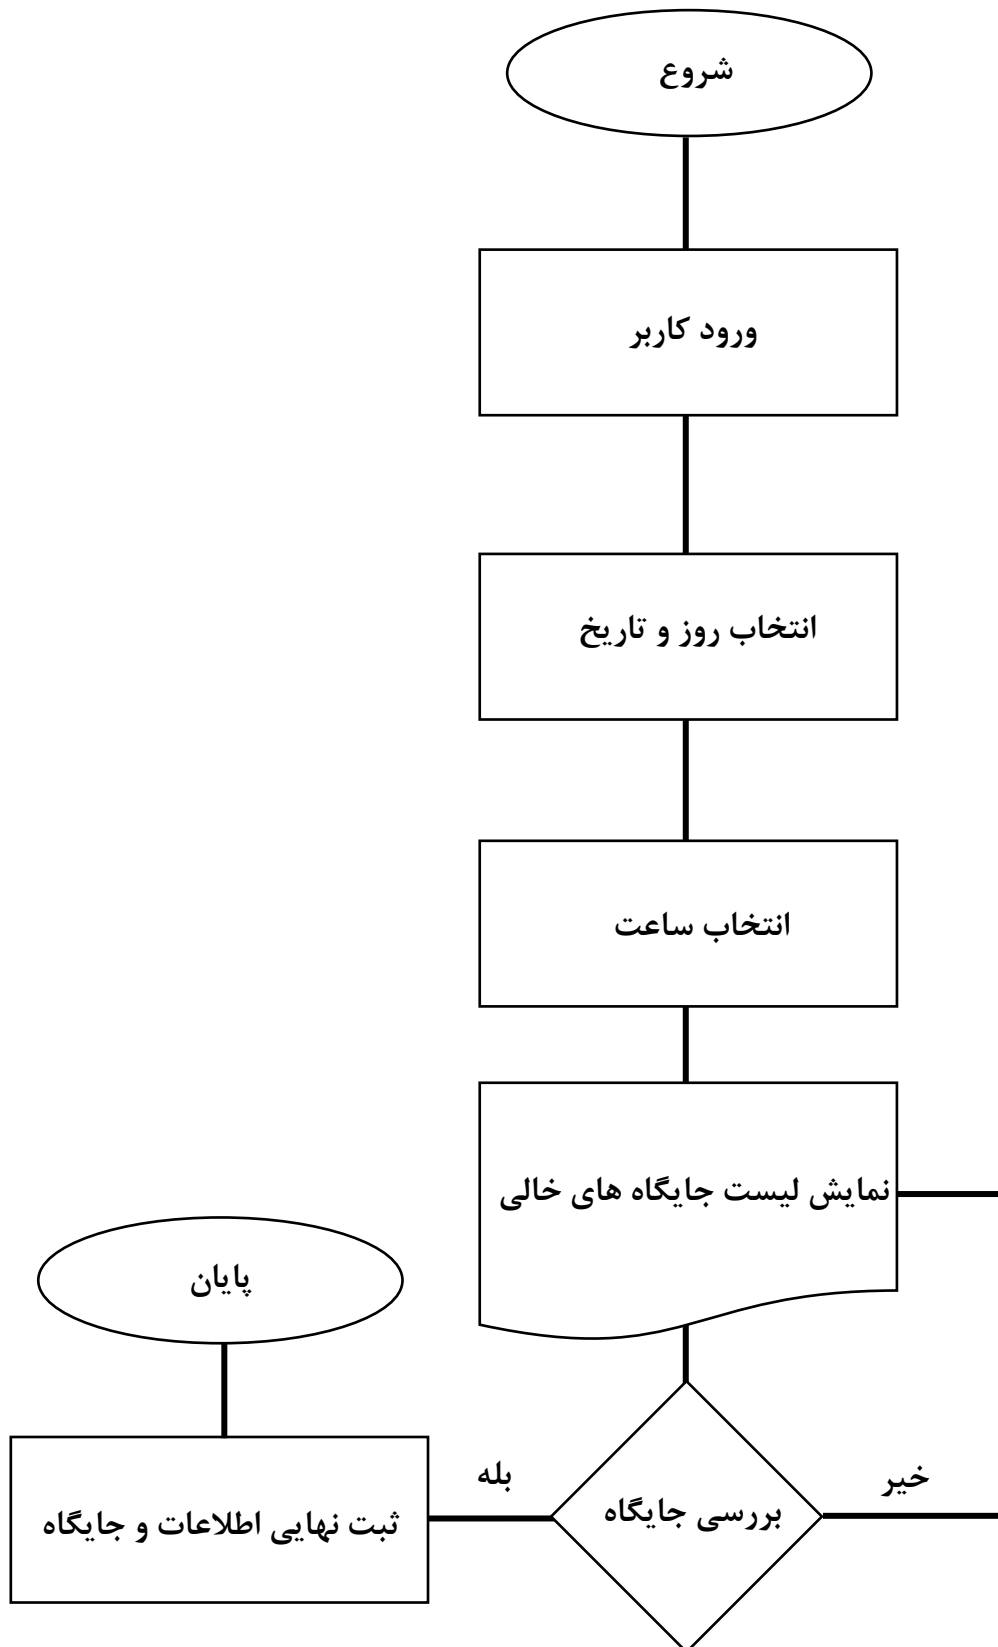 شروع
ورود کاربر
انتخاب روز و تاریخ
انتخاب ساعت
نمایش لیست جایگاه های خالی
بررسی جایگاه
خیر
بله
ثبت نهایی اطلاعات و جایگاه
پایان